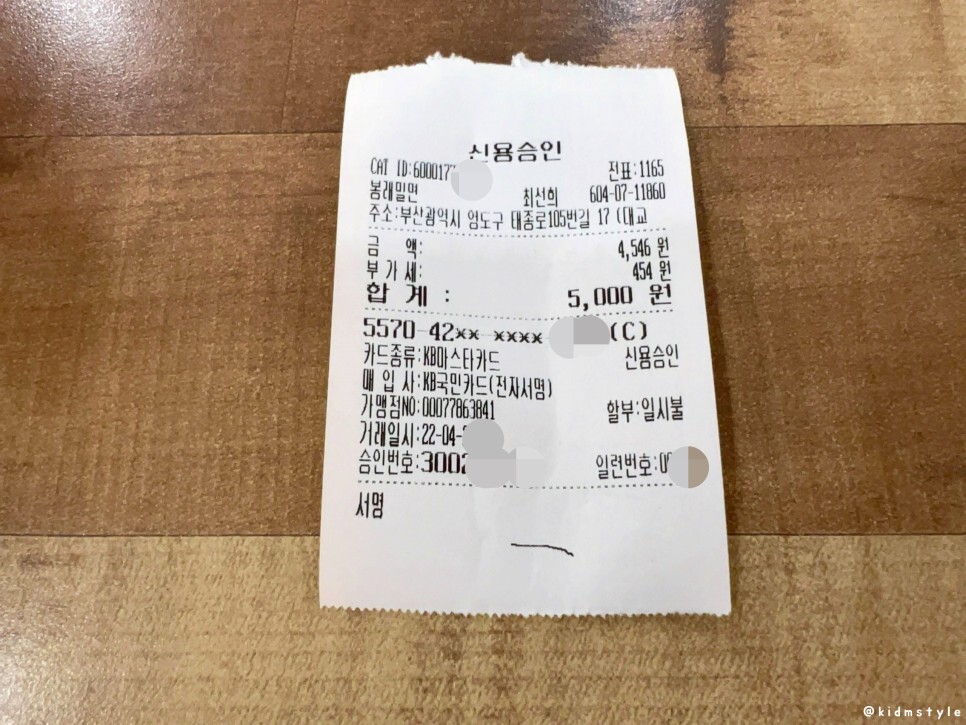 신용승인
CAT ID:6000177 전표:1165
봉래밀면 최선희 604-07-11860
주소:부산광역시 영도구 태종로105번길 17 (대교
금 액: 4,546 원
부 가 세: 454 원
합 계 : 5,000 원
5570-42** **** (C)
카드종류:KB마스타카드 신용승인
매 입 사:KB국민카드(전자서명)
가맹점NO:00077863841 할부:일시불
거래일시:22-04-
승인번호:3002 일련번호:0
서명
@kidmstyle